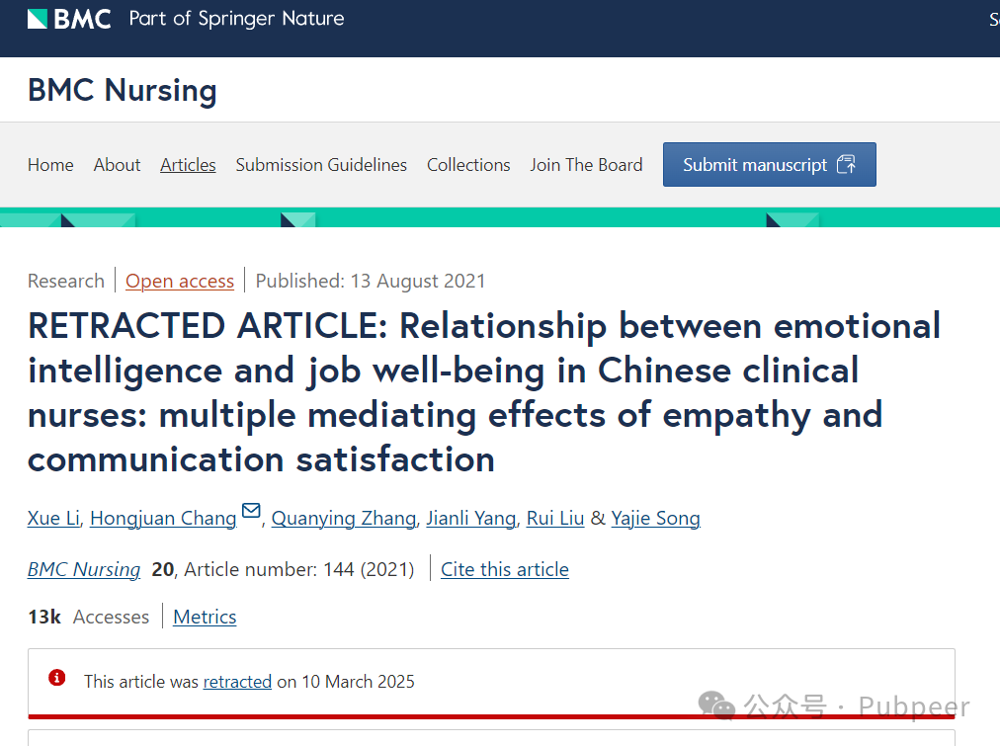 BMC Part of Springer Nature
BMC Nursing
Home About Articles Submission Guidelines Collections Join The Board Submit manuscript
Research Open access Published: 13 August 2021
RETRACTED ARTICLE: Relationship between emotional
intelligence and job well-being in Chinese clinical
nurses: multiple mediating effects of empathy and
communication satisfaction
Xue Li, Hongjuan Chang, Quanying Zhang, Jianli Yang, Rui Liu & Yajie Song
BMC Nursing 20, Article number: 144 (2021) Cite this article
13k Accesses Metrics
This article was retracted on 10 March 2025
公众号 · Pubpeer